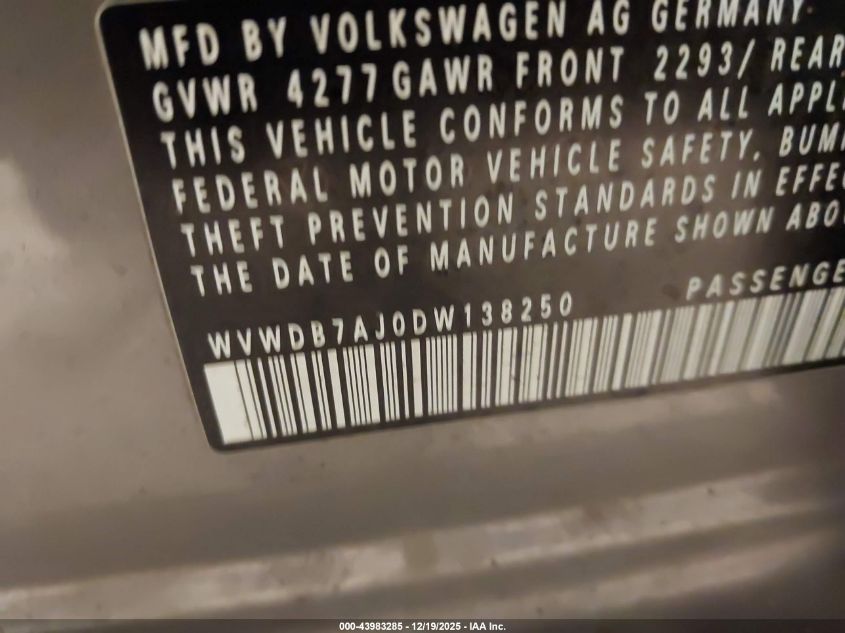 MFD BY VOLKSWAGEN AG GERMANY
GVWR 4277 GAWR FRONT 2293/ REAR
THIS VEHICLE CONFORMS TO ALL APPL
FEDERAL MOTOR VEHICLE SAFETY, BUM
THEFT PREVENTION STANDARDS IN EFFE
THE DATE OF MANUFACTURE SHOWN ABO
PASSENGE
WVWDB7AJ0DW138250
000-43983285 - 12/19/2025 - IAA Inc.